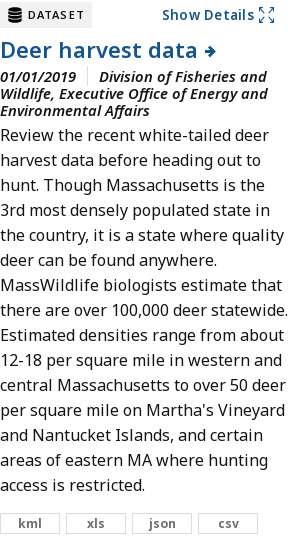 DATASET
Show Details
Deer harvest data
01/01/2019 Division of Fisheries and
Wildlife, Executive Office of Energy and
Environmental Affairs
Review the recent white-tailed deer
harvest data before heading out to
hunt. Though Massachusetts is the
3rd most densely populated state in
the country, it is a state where quality
deer can be found anywhere.
MassWildlife biologists estimate that
there are over 100,000 deer statewide.
Estimated densities range from about
12-18 per square mile in western and
central Massachusetts to over 50 deer
per square mile on Martha's Vineyard
and Nantucket Islands, and certain
areas of eastern MA where hunting
access is restricted.
kml xls json csv